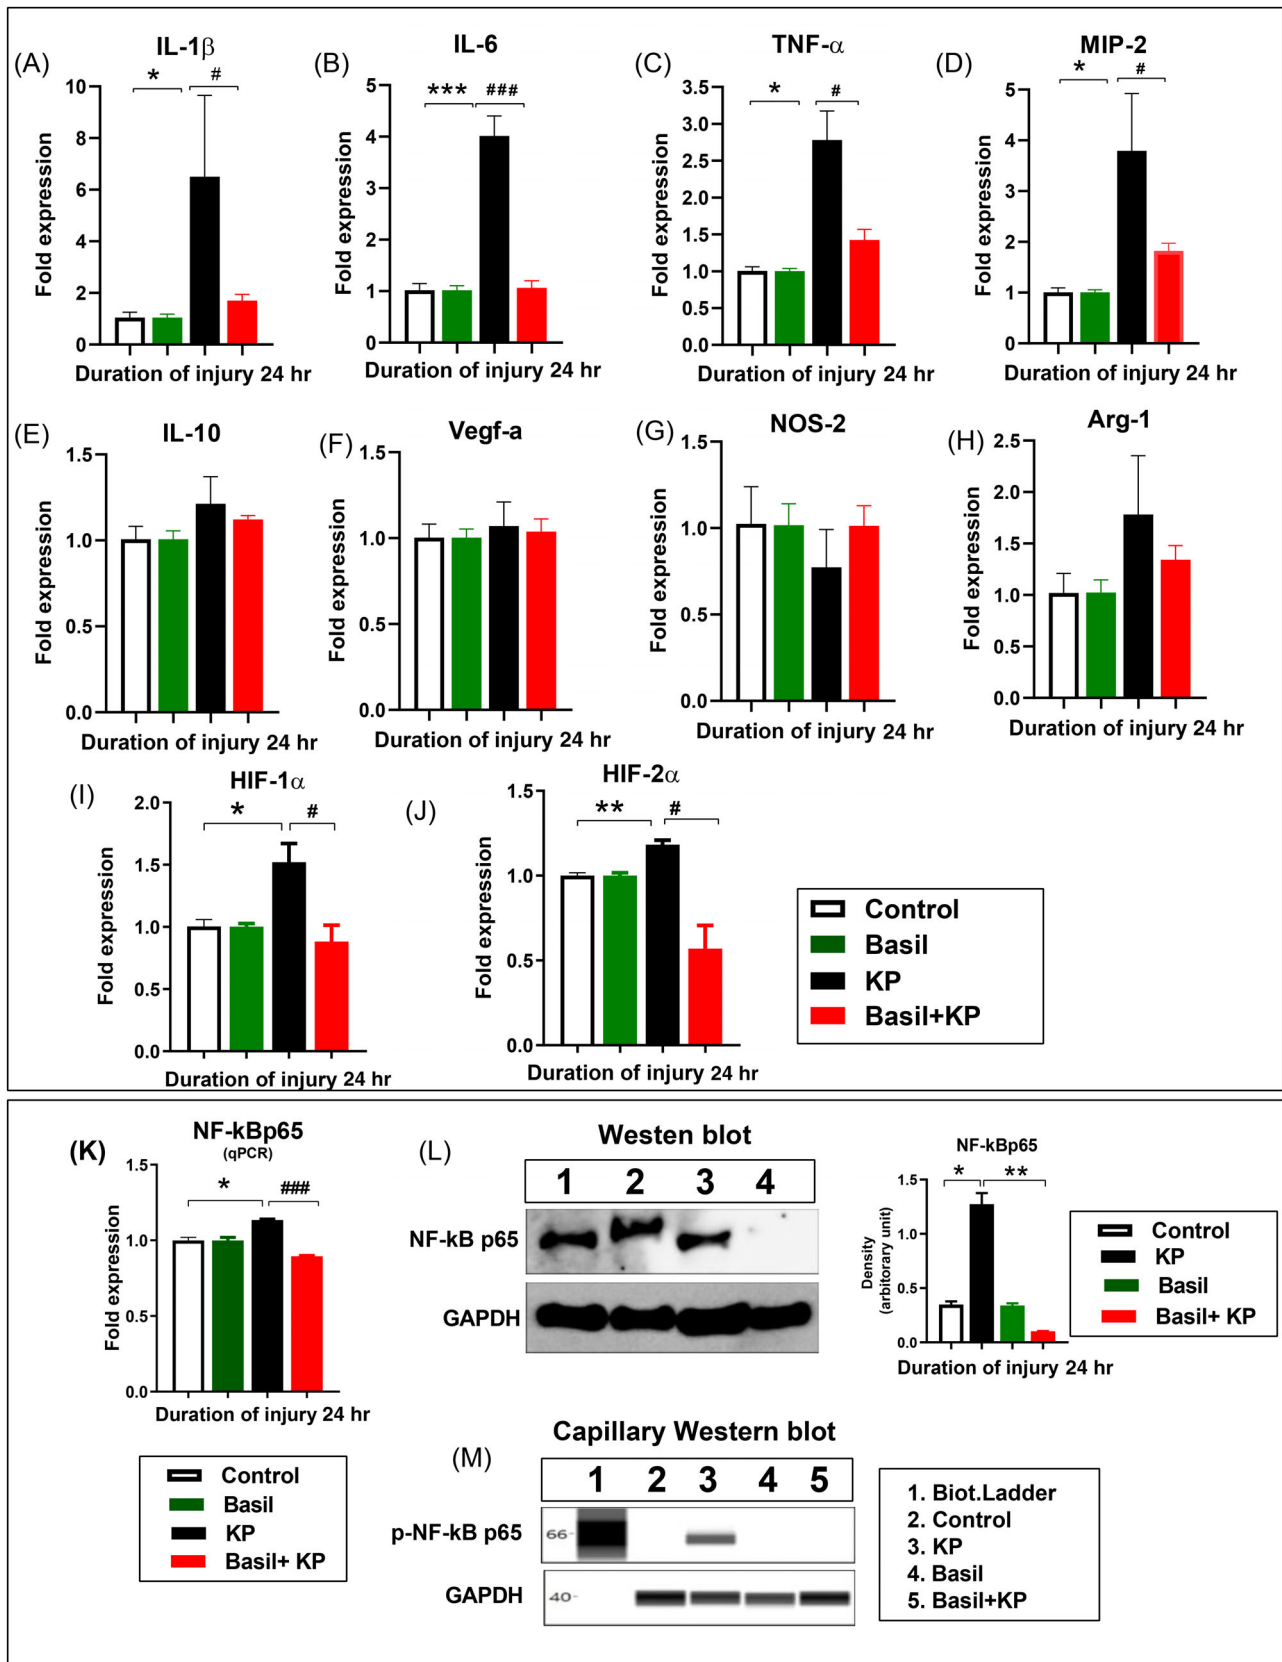 (A)
IL-1β
* #
Fold expression
10
8
6
4
2
0
Duration of injury 24 hr
(B)
IL-6
*** ###
Fold expression
5
4
3
2
1
0
Duration of injury 24 hr
(C)
TNF-α
* #
Fold expression
3.5
3.0
2.5
2.0
1.5
1.0
0.5
0.0
Duration of injury 24 hr
(D)
MIP-2
* #
Fold expression
5
4
3
2
1
0
Duration of injury 24 hr
(E)
IL-10
Fold expression
1.5
1.0
0.5
0.0
Duration of injury 24 hr
(F)
Vegf-a
Fold expression
1.5
1.0
0.5
0.0
Duration of injury 24 hr
(G)
NOS-2
Fold expression
1.5
1.0
0.5
0.0
Duration of injury 24 hr
(H)
Arg-1
Fold expression
2.5
2.0
1.5
1.0
0.5
0.0
Duration of injury 24 hr
(I)
HIF-1α
* #
Fold expression
2.0
1.5
1.0
0.5
0.0
Duration of injury 24 hr
(J)
HIF-2α
** #
Fold expression
1.5
1.0
0.5
0.0
Duration of injury 24 hr
Control
Basil
KP
Basil+KP
(K)
NF-kBp65
(qPCR)
* ###
Fold expression
1.5
1.0
0.5
0.0
Duration of injury 24 hr
Control
Basil
KP
Basil+ KP
(L)
Westen blot
1 2 3 4
NF-kB p65
GAPDH
NF-kBp65
* **
Density
(arbitorary unit)
1.5
1.0
0.5
0.0
Duration of injury 24 hr
Control
KP
Basil
Basil+ KP
(M)
Capillary Western blot
1 2 3 4 5
p-NF-kB p65
66-
GAPDH
40-
1. Biot.Ladder
2. Control
3. KP
4. Basil
5. Basil+KP